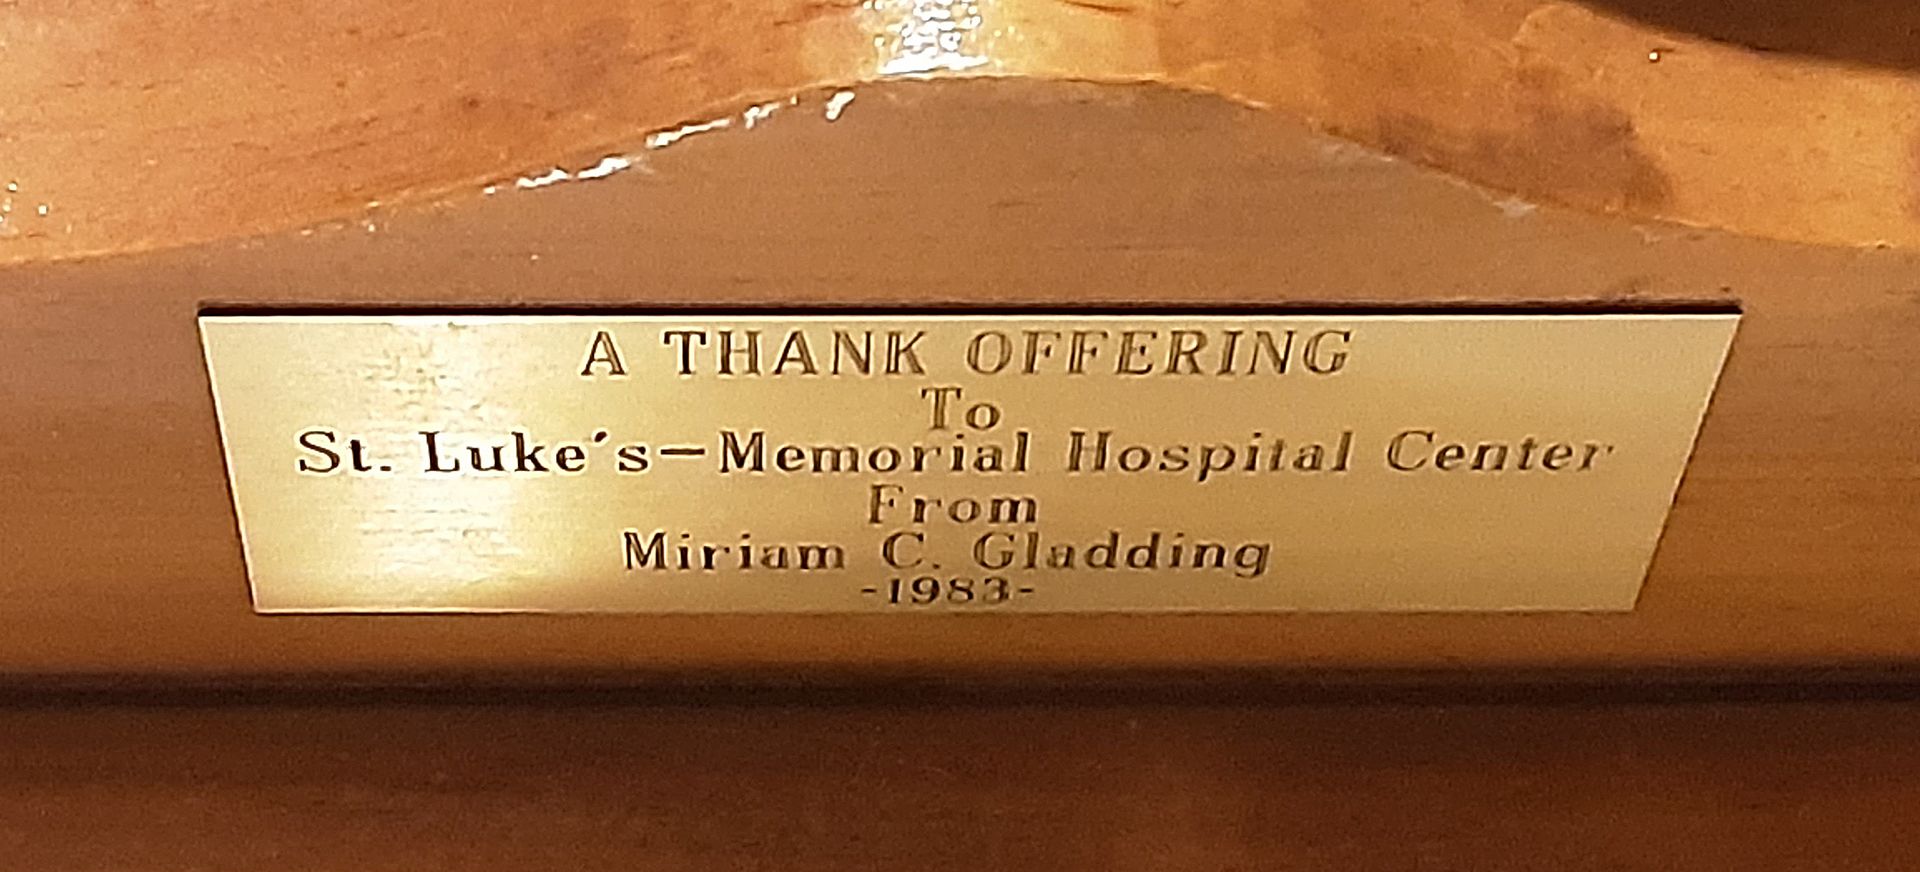 A THANK OFFERING
To
St. Luke's-Memorial Hospital Center
From
Miriam C. Gladding
-1983-